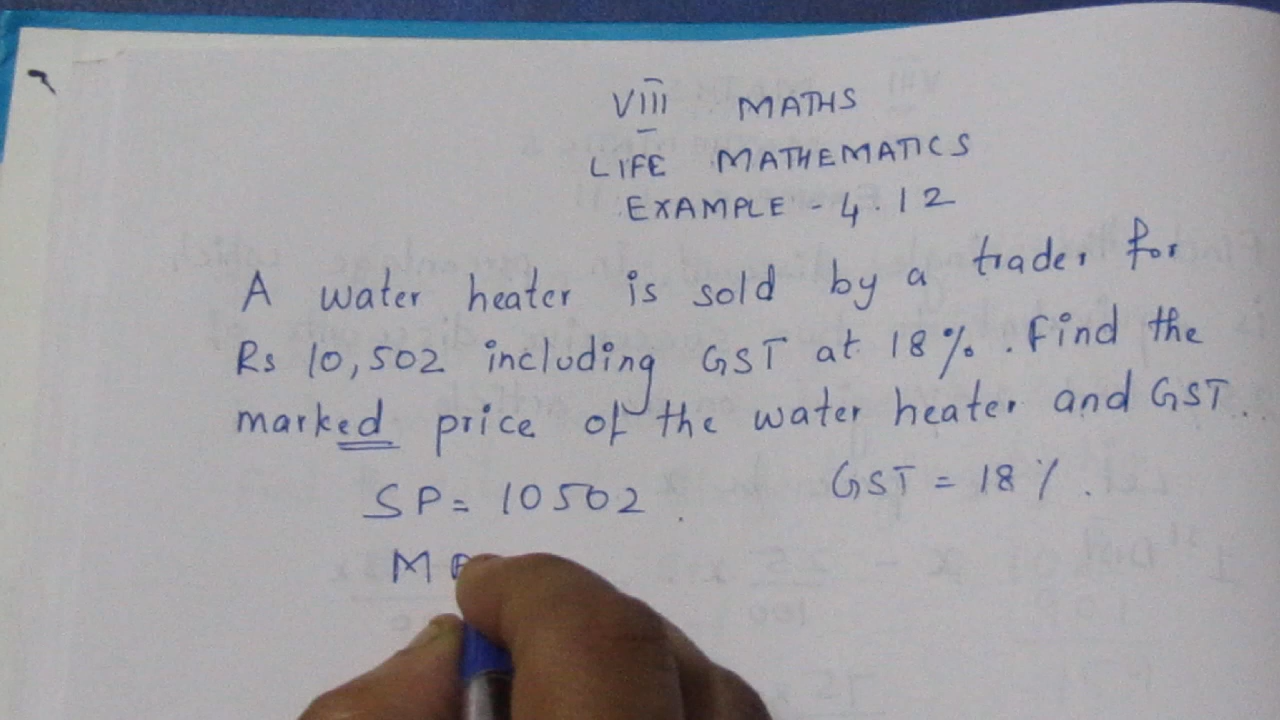 VIII MATHS
LIFE MATHEMATICS
EXAMPLE - 4.12
A water heater is sold by a trader for
Rs 10,502 including GST at 18%. Find the
marked price of the water heater and GST.
SP = 10502. GST = 18%.
M